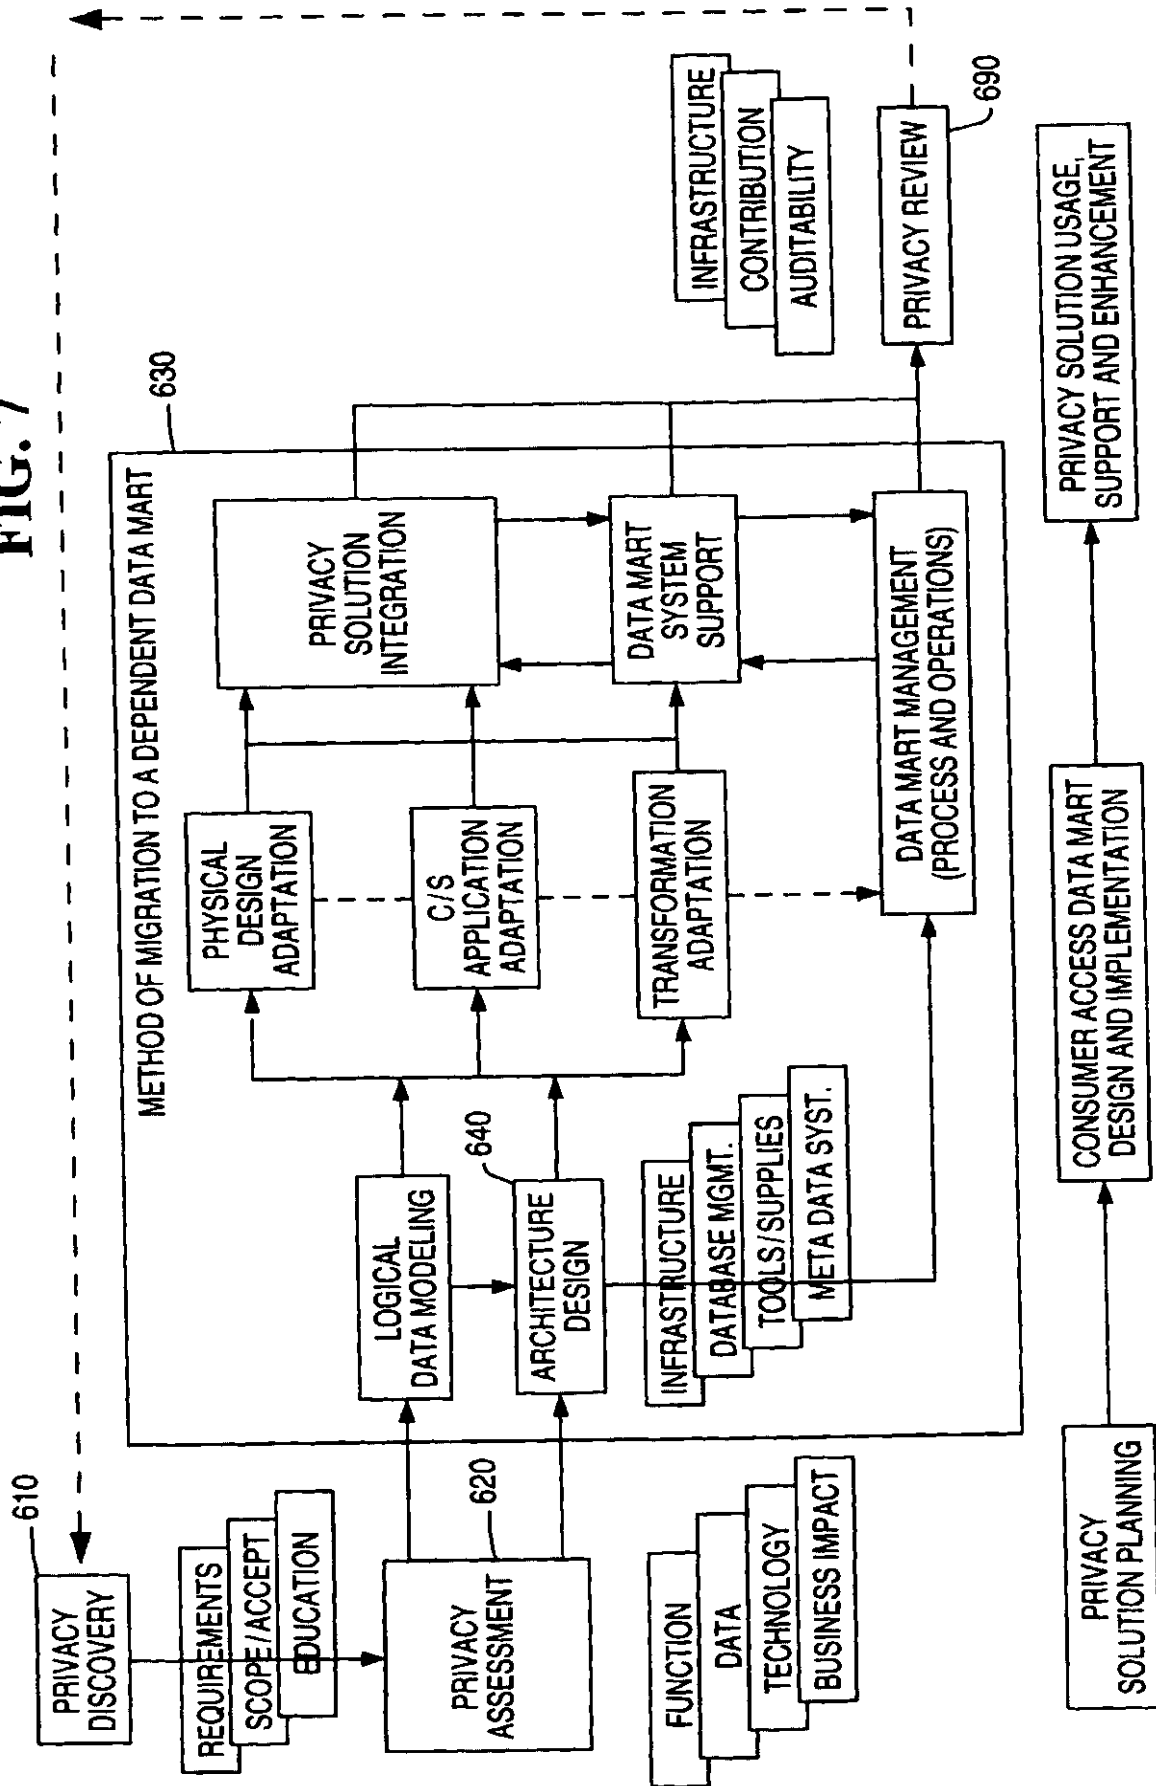 FIG. 7
610
PRIVACY
DISCOVERY
REQUIREMENTS
SCOPE/ACCEPT
EDUCATION
620
PRIVACY
ASSESSMENT
FUNCTION
DATA
TECHNOLOGY
BUSINESS IMPACT
630
METHOD OF MIGRATION TO A DEPENDENT DATA MART
LOGICAL
DATA MODELING
640
ARCHITECTURE
DESIGN
INFRASTRUCTURE
DATABASE MGMT.
TOOLS/SUPPLIES
META DATA SYST.
PHYSICAL
DESIGN
ADAPTATION
C/S
APPLICATION
ADAPTATION
TRANSFORMATION
ADAPTATION
PRIVACY
SOLUTION
INTEGRATION
DATA MART
SYSTEM
SUPPORT
DATA MART MANAGEMENT
(PROCESS AND OPERATIONS)
INFRASTRUCTURE
CONTRIBUTION
AUDITABILITY
PRIVACY REVIEW
690
PRIVACY
SOLUTION PLANNING
CONSUMER ACCESS DATA MART
DESIGN AND IMPLEMENTATION
PRIVACY SOLUTION USAGE,
SUPPORT AND ENHANCEMENT